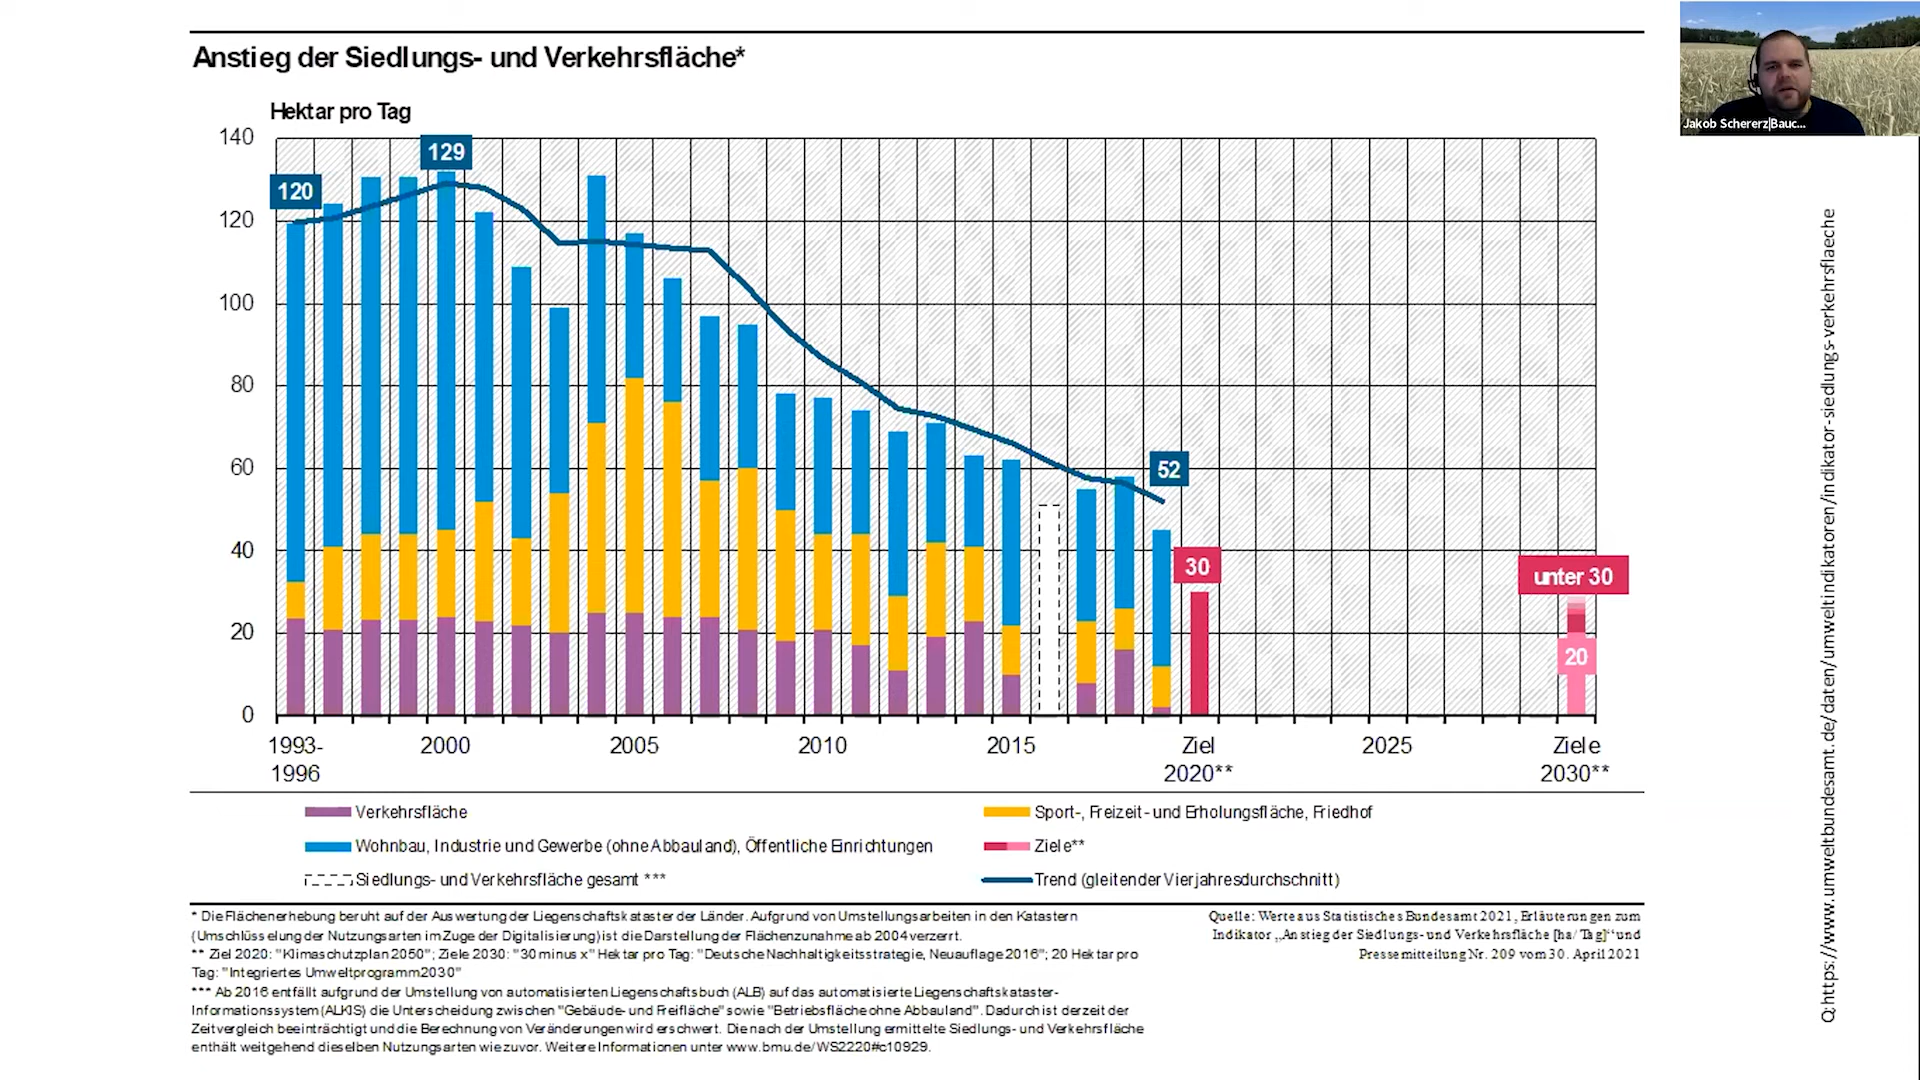 Anstieg der Siedlungs- und Verkehrsfläche*
Hektar pro Tag
140
120
100
80
60
40
20
0
120
129
52
30
unter 30
20
1993-
1996
2000
2005
2010
2015
Ziel
2020**
2025
Ziele
2030**
Verkehrsfläche
Sport-, Freizeit- und Erholungsfläche, Friedhof
Wohnbau, Industrie und Gewerbe (ohne Abbauland), Öffentliche Einrichtungen
Ziele**
Siedlungs- und Verkehrsfläche gesamt ***
Trend (gleitender Vierjahresdurchschnitt)
* Die Flächenerhebung beruht auf der Auswertung der Liegenschaftskataster der Länder. Aufgrund von Umstellungsarbeiten in den Katastern
(Umschlüsselung der Nutzungsarten im Zuge der Digitalisierung) ist die Darstellung der Flächenzunahme ab 2004 verzerrt.
** Ziel 2020: "Klimaschutzplan 2050"; Ziele 2030: "30 minus x" Hektar pro Tag: "Deutsche Nachhaltigkeitsstrategie, Neuauflage 2016"; 20 Hektar pro
Tag: "Integriertes Umweltprogramm 2030"
*** Ab 2016 entfällt aufgrund der Umstellung von automatisierten Liegenschaftsbuch (ALB) auf das automatisierte Liegenschaftskataster-
Informationssystem (ALKIS) die Unterscheidung zwischen "Gebäude- und Freifläche" sowie "Betriebsfläche ohne Abbauland". Dadurch ist derzeit der
Zeitvergleich beeinträchtigt und die Berechnung von Veränderungen wird erschwert. Die nach der Umstellung ermittelte Siedlungs- und Verkehrsfläche
enthält weitgehend dieselben Nutzungsarten wie zuvor. Weitere Informationen unter www.bmu.de/WS2220#c10929.
Quelle: Werte aus Statistisches Bundesamt 2021, Erläuterungen zum
Indikator „Anstieg der Siedlungs- und Verkehrsfläche [ha/Tag]“ und
Pressemitteilung Nr. 209 vom 30. April 2021
Q:https://www.umweltbundesamt.de/daten/umweltindikatoren/indikator-siedlungs-verkehrsflaeche
Jakob Schererz|Bauc...